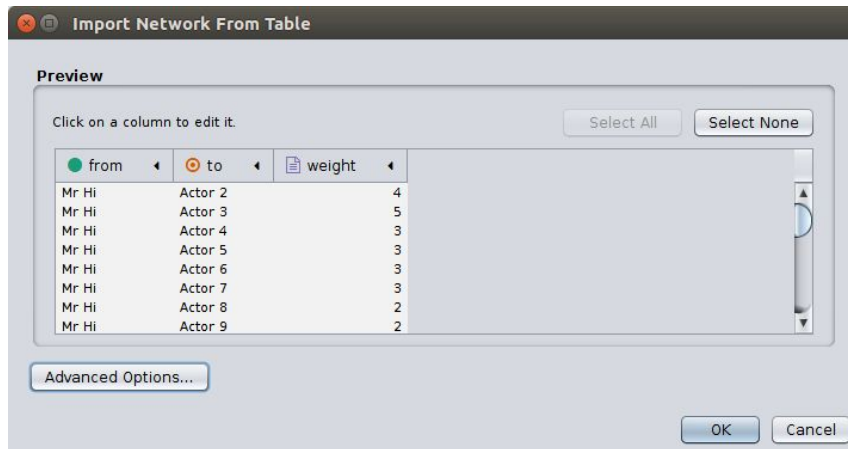 Import Network From Table
Preview
Click on a column to edit it.
Select All
Select None
from to weight
Mr Hi Actor 2 4
Mr Hi Actor 3 5
Mr Hi Actor 4 3
Mr Hi Actor 5 3
Mr Hi Actor 6 3
Mr Hi Actor 7 3
Mr Hi Actor 8 2
Mr Hi Actor 9 2
Advanced Options...
OK
Cancel